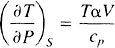 (∂T/∂P)_S = TαV/c_p